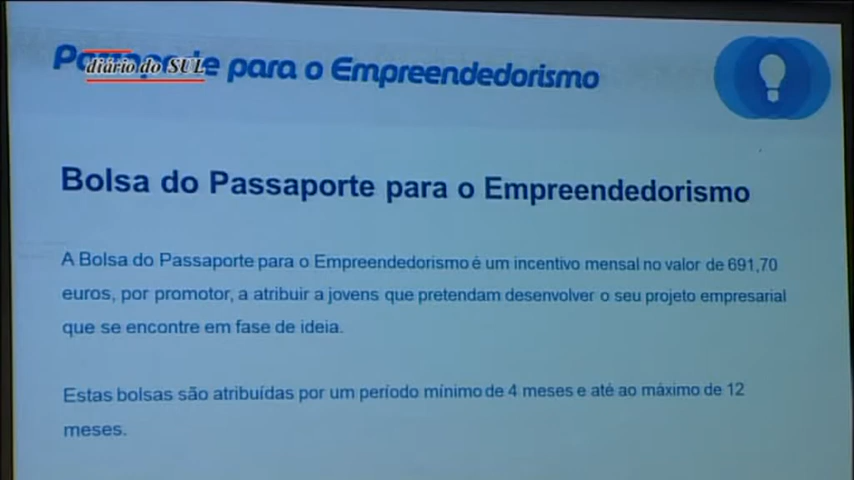 Passaporte para o Empreendedorismo
diário do SUL
Bolsa do Passaporte para o Empreendedorismo
A Bolsa do Passaporte para o Empreendedorismo é um incentivo mensal no valor de 691,70
euros, por promotor, a atribuir a jovens que pretendam desenvolver o seu projeto empresarial
que se encontre em fase de ideia.
Estas bolsas são atribuídas por um período mínimo de 4 meses e até ao máximo de 12
meses.